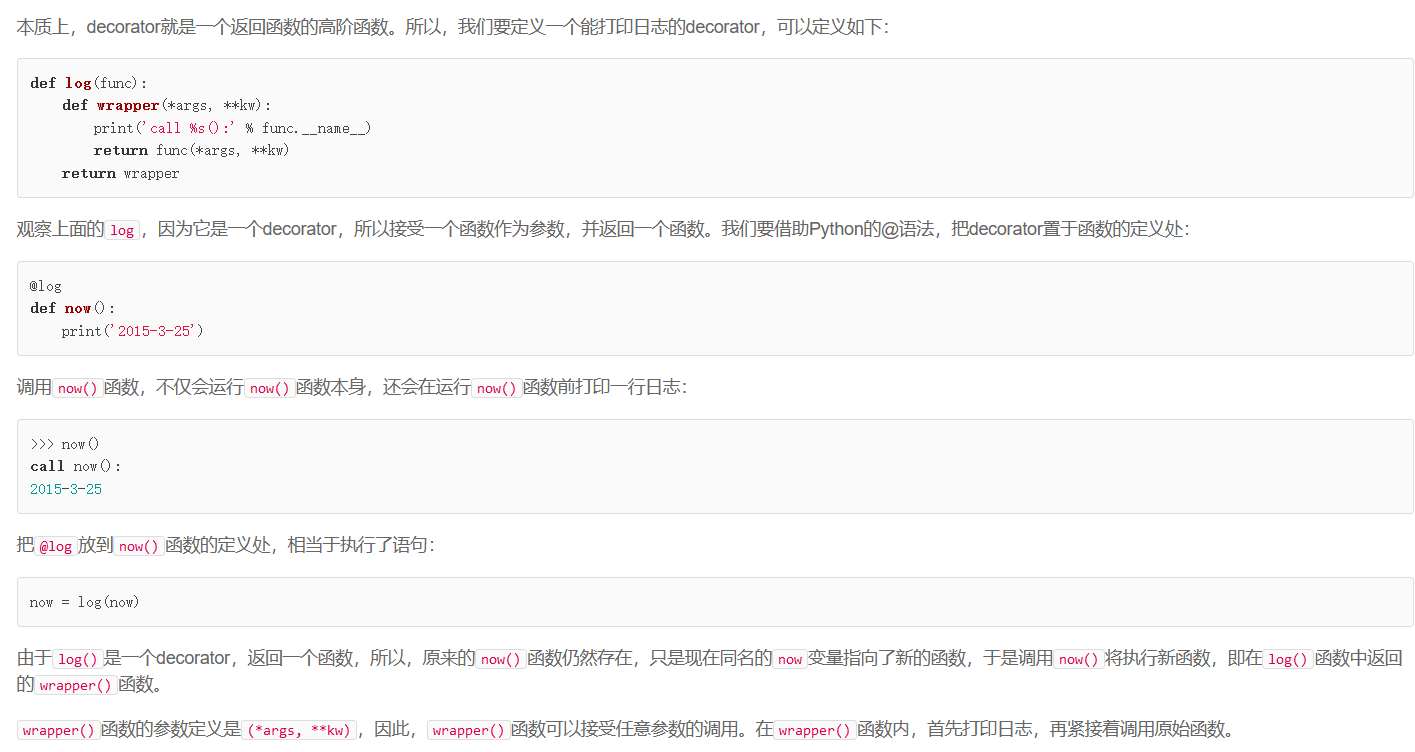 本质上，decorator就是一个返回函数的高阶函数。所以，我们要定义一个能打印日志的decorator，可以定义如下：
def log(func):
    def wrapper(*args, **kw):
        print('call %s():' % func.__name__)
        return func(*args, **kw)
    return wrapper
观察上面的log，因为它是一个decorator，所以接受一个函数作为参数，并返回一个函数。我们要借助Python的@语法，把decorator置于函数的定义处：
@log
def now():
    print('2015-3-25')
调用now()函数，不仅会运行now()函数本身，还会在运行now()函数前打印一行日志：
>>> now()
call now():
2015-3-25
把@log放到now()函数的定义处，相当于执行了语句：
now = log(now)
由于log()是一个decorator，返回一个函数，所以，原来的now()函数仍然存在，只是现在同名的now变量指向了新的函数，于是调用now()将执行新函数，即在log()函数中返回
的wrapper()函数。
wrapper()函数的参数定义是(*args, **kw)，因此，wrapper()函数可以接受任意参数的调用。在wrapper()函数内，首先打印日志，再紧接着调用原始函数。